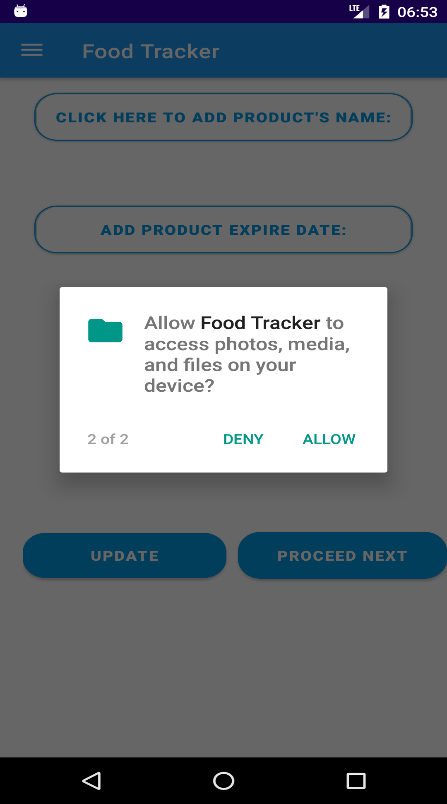 LTE 06:53
Food Tracker
CLICK HERE TO ADD PRODUCT'S NAME:
ADD PRODUCT EXPIRE DATE:
Allow Food Tracker to
access photos, media,
and files on your
device?
2 of 2 DENY ALLOW
UPDATE PROCEED NEXT